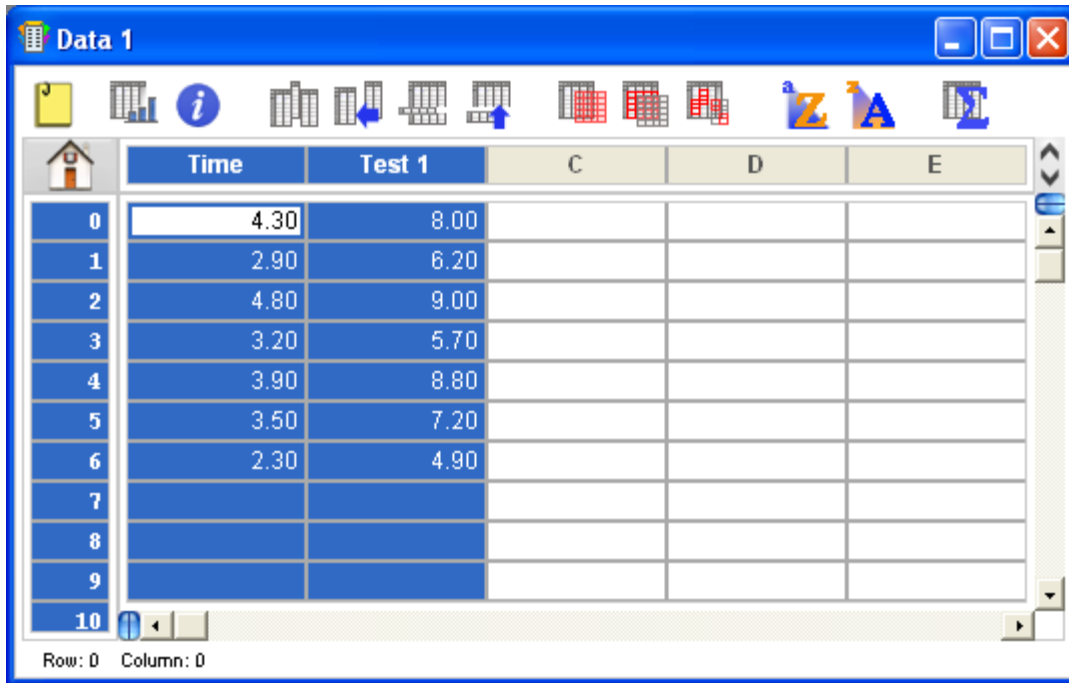 Data 1
a Z z A
Time Test 1 C D E
0 4.30 8.00
1 2.90 6.20
2 4.80 9.00
3 3.20 5.70
4 3.90 8.80
5 3.50 7.20
6 2.30 4.90
7
8
9
10
Row: 0 Column: 0